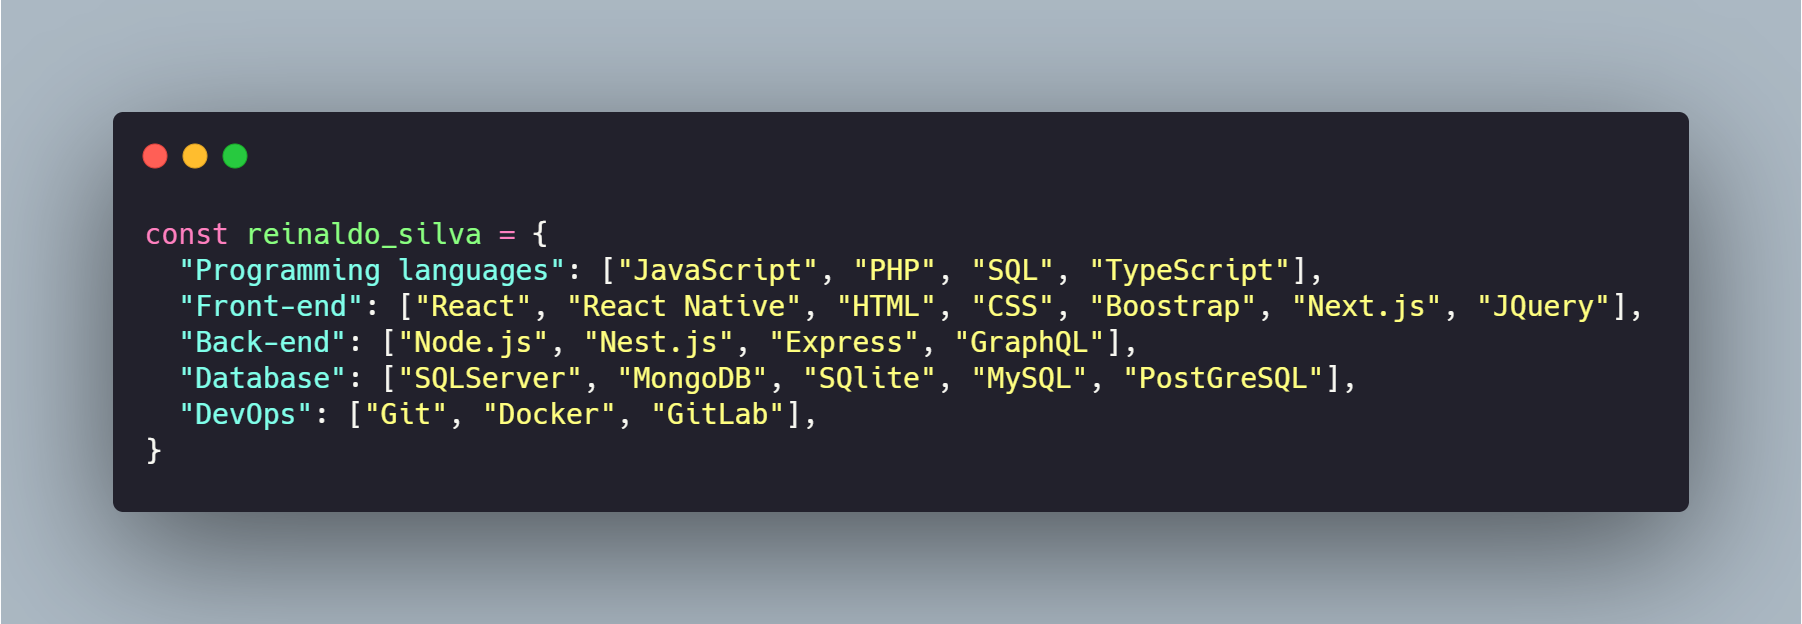 const reinaldo_silva = {
  "Programming languages": ["JavaScript", "PHP", "SQL", "TypeScript"],
  "Front-end": ["React", "React Native", "HTML", "CSS", "Boostrap", "Next.js", "JQuery"],
  "Back-end": ["Node.js", "Nest.js", "Express", "GraphQL"],
  "Database": ["SQLServer", "MongoDB", "SQlite", "MySQL", "PostGreSQL"],
  "DevOps": ["Git", "Docker", "GitLab"],
}